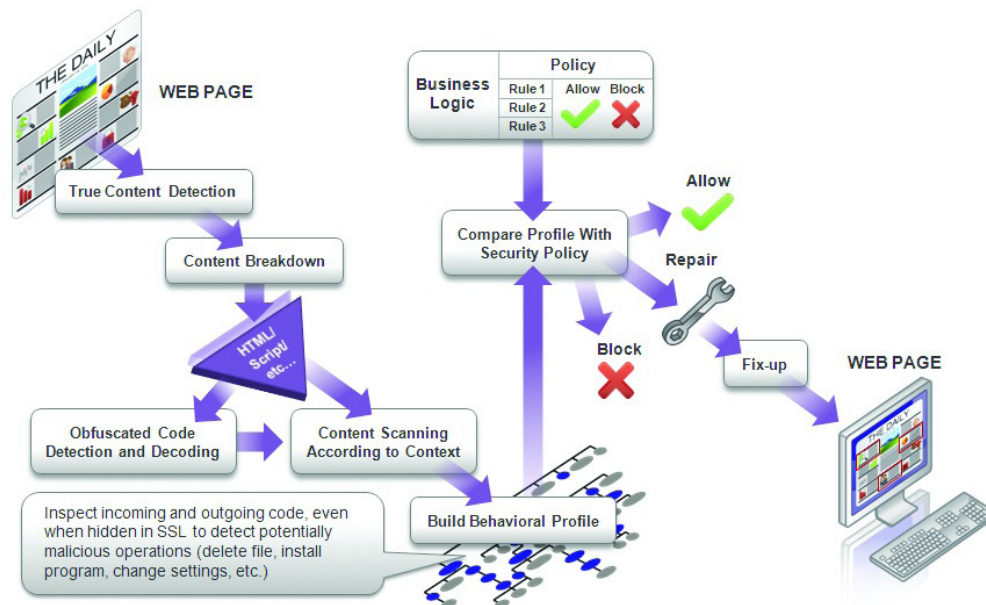 THE DAILY
WEB PAGE
True Content Detection
Content Breakdown
HTML/
Script/
etc...
Obfuscated Code
Detection and Decoding
Content Scanning
According to Context
Build Behavioral Profile
Inspect incoming and outgoing code, even
when hidden in SSL to detect potentially
malicious operations (delete file, install
program, change settings, etc.)
Business
Logic
Policy
Rule 1
Rule 2
Rule 3
Allow
Block
Compare Profile With
Security Policy
Allow
Repair
Block
Fix-up
WEB PAGE
THE DAILY